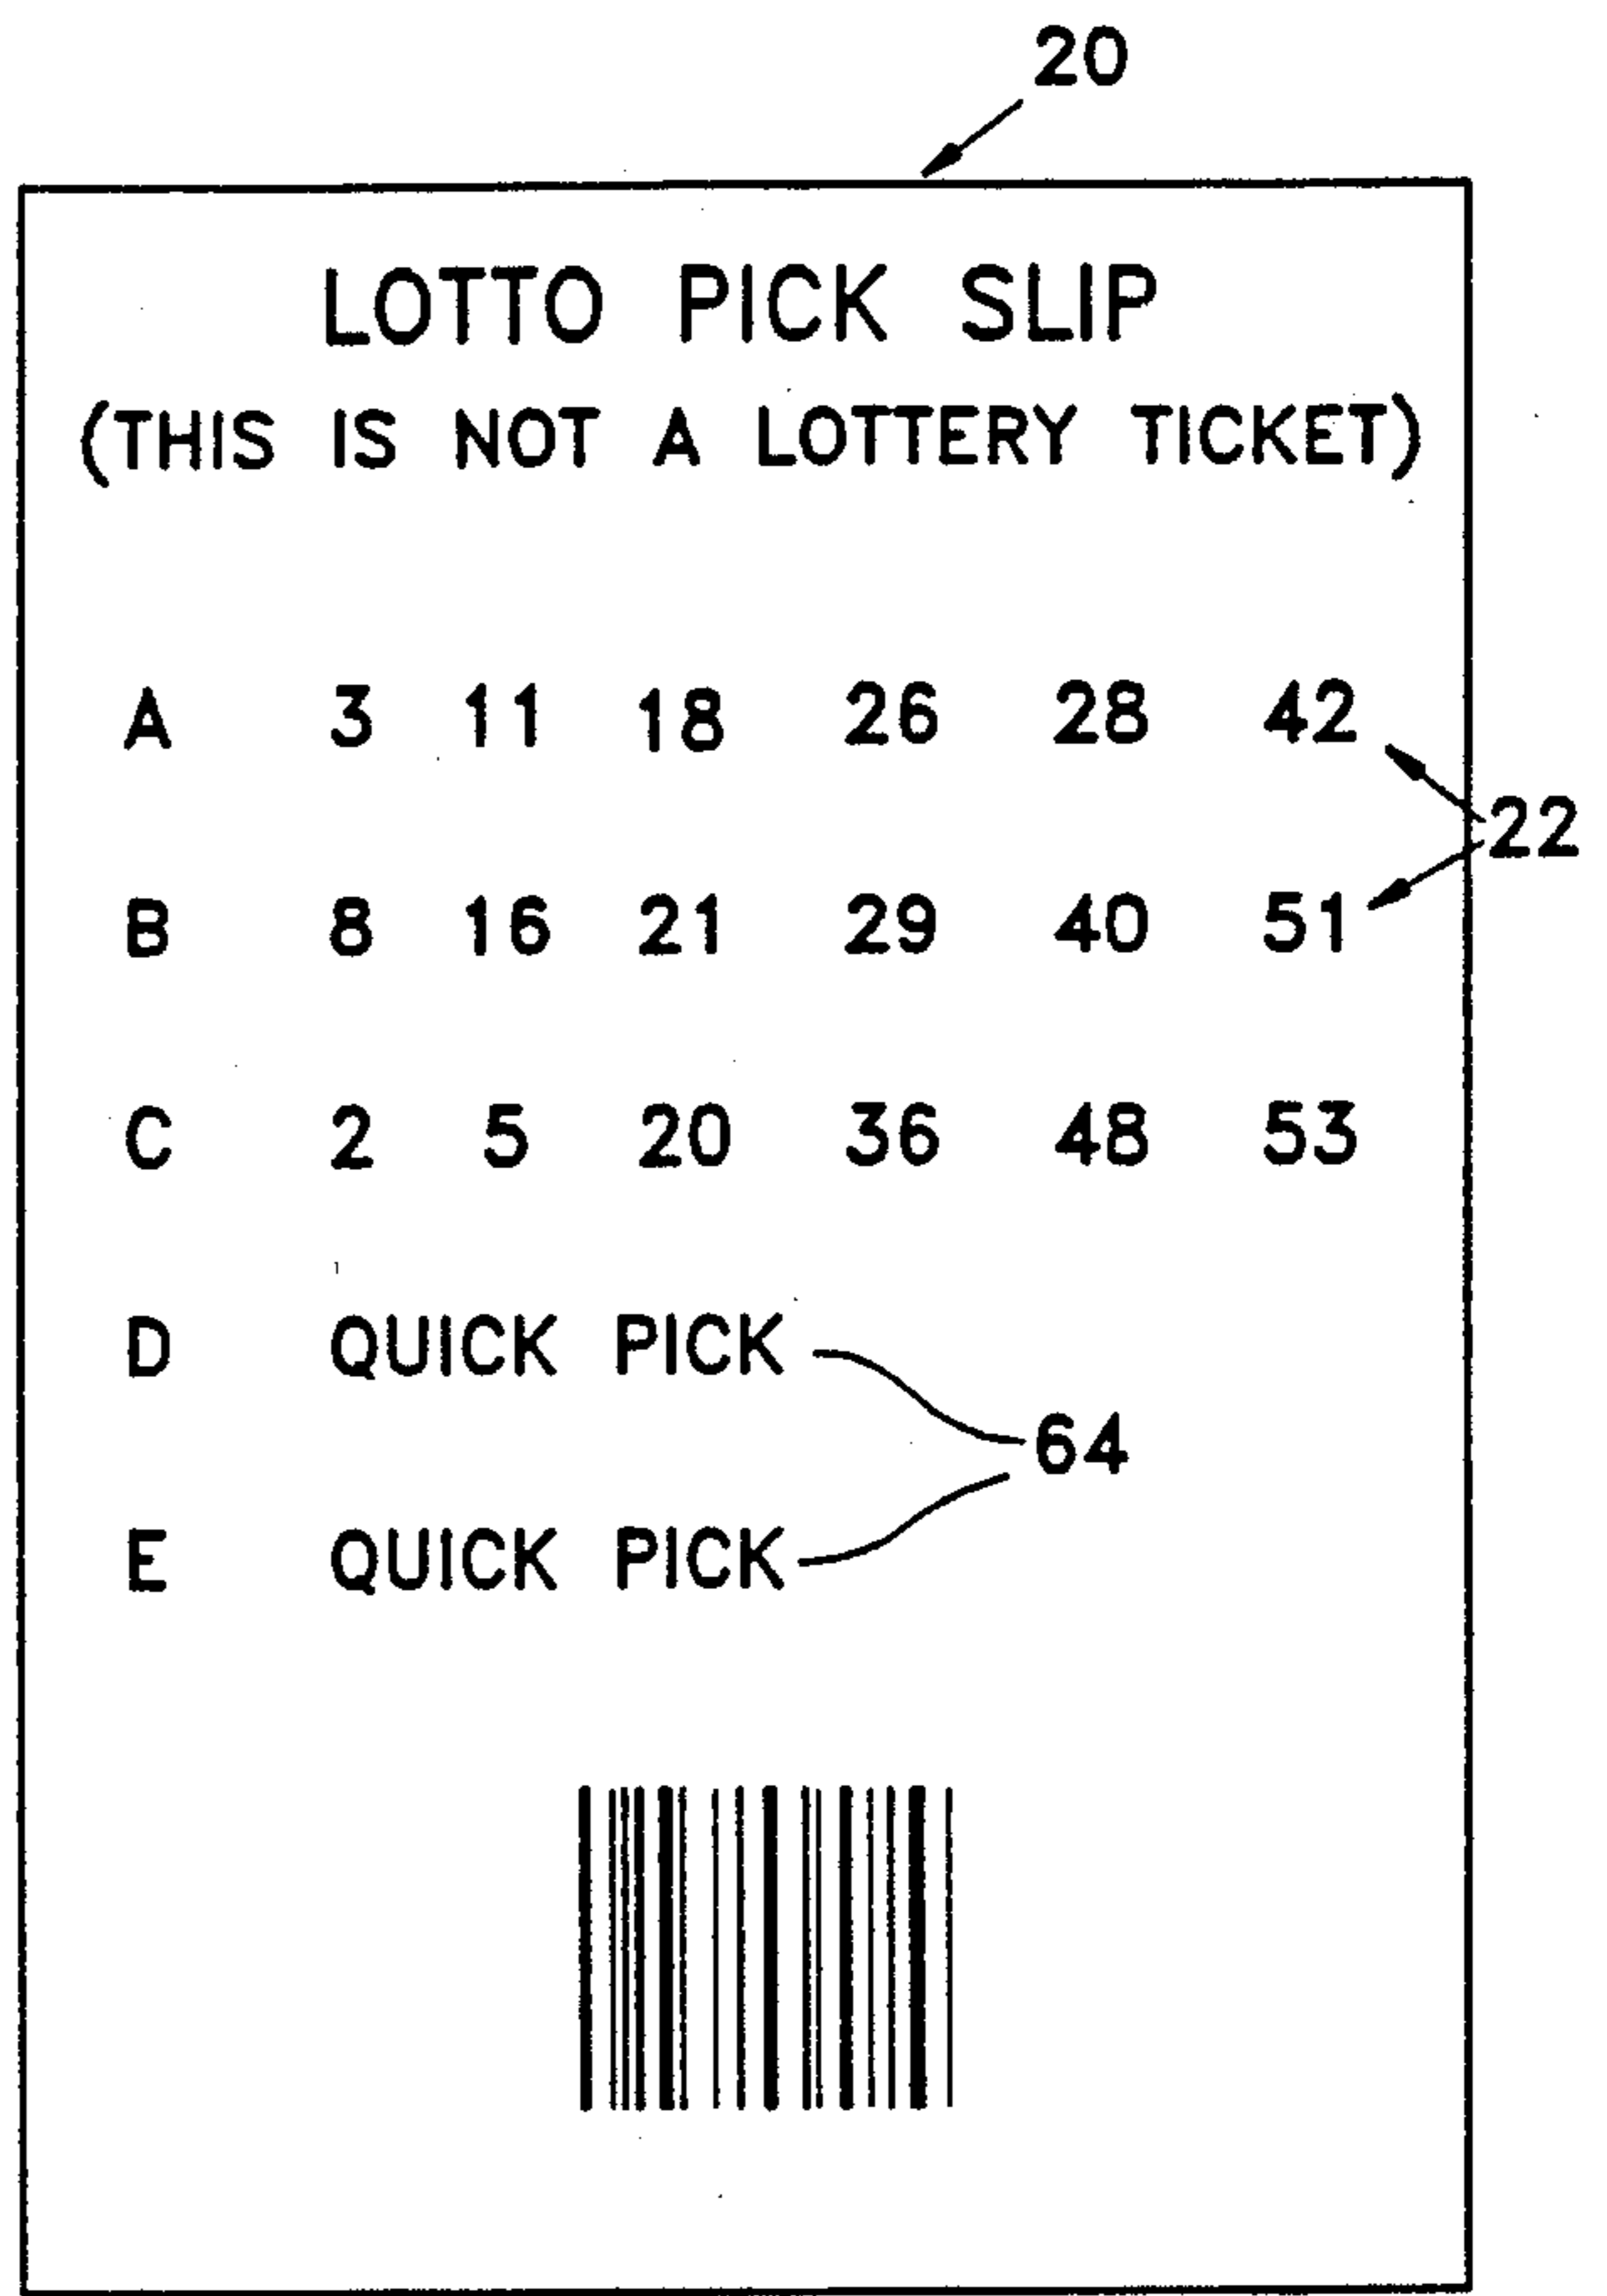 20
LOTTO PICK SLIP
(THIS IS NOT A LOTTERY TICKET)
A 3 11 18 26 28 42
22
B 8 16 21 29 40 51
C 2 5 20 36 48 53
D QUICK PICK
64
E QUICK PICK